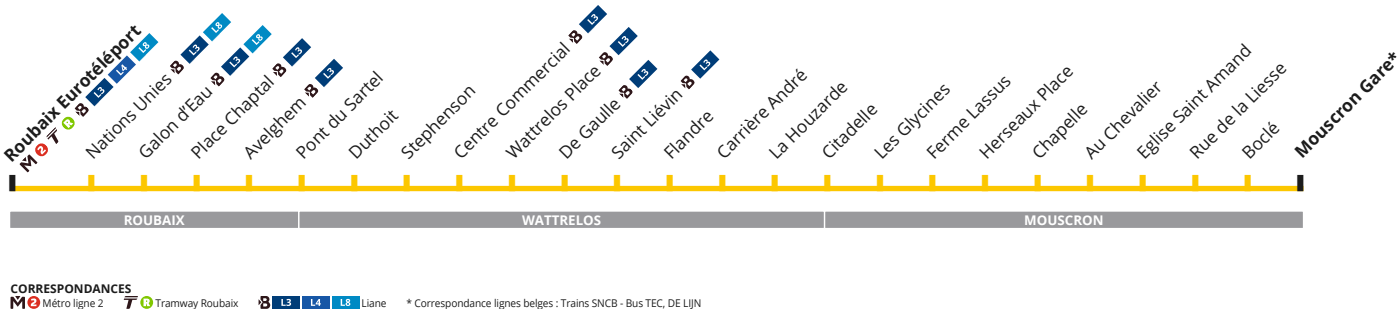 Roubaix Eurotéléport
M 2 T R B L3 L4 L8
Nations Unies B L3 L8
Galon d'Eau B L3 L8
Place Chaptal B L3
Avelghem B L3
Pont du Sartel
Duthoit
Stephenson
Centre Commercial B L3
Wattrelos Place B L3
De Gaulle B L3
Saint Liévin B L3
Flandre
Carrière André
La Houzarde
Citadelle
Les Glycines
Ferme Lassus
Herseaux Place
Chapelle
Au Chevalier
Eglise Saint Amand
Rue de la Liesse
Boclé
Mouscron Gare*
ROUBAIX
WATTRELOS
MOUSCRON
CORRESPONDANCES
M 2 Métro ligne 2 T R Tramway Roubaix B L3 L4 L8 Liane * Correspondance lignes belges : Trains SNCB - Bus TEC, DE LIJN